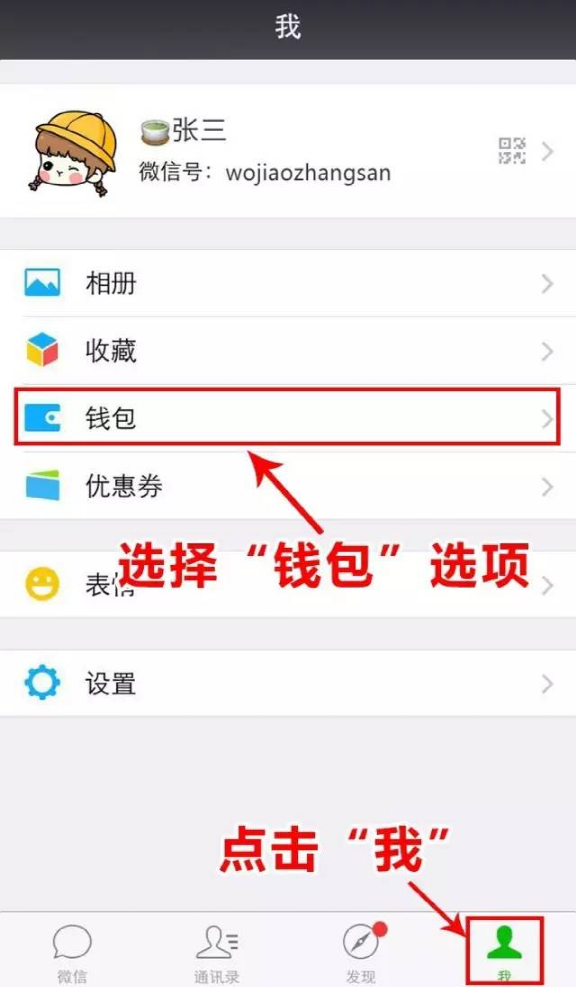 我
张三
微信号：wojiaozhangsan
相册
收藏
钱包
优惠券
选择“钱包”选项
表情
设置
点击“我”
微信
通讯录
发现
我